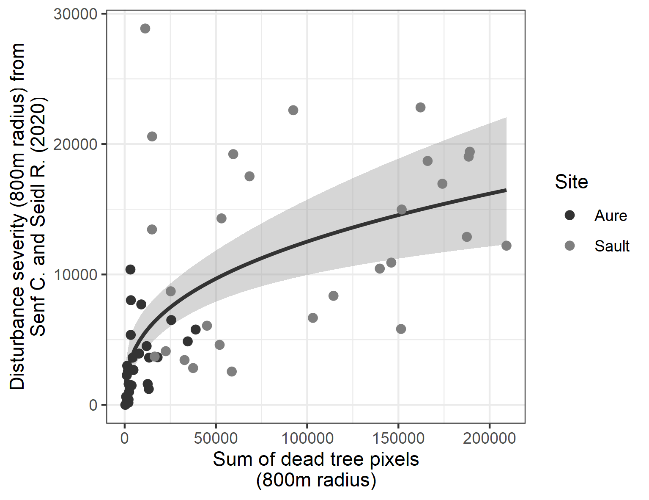 Disturbance severity (800m radius) from
Senf C. and Seidl R. (2020)
30000
20000
10000
0
0
50000
100000
150000
200000
Sum of dead tree pixels
(800m radius)
Site
Aure
Sault